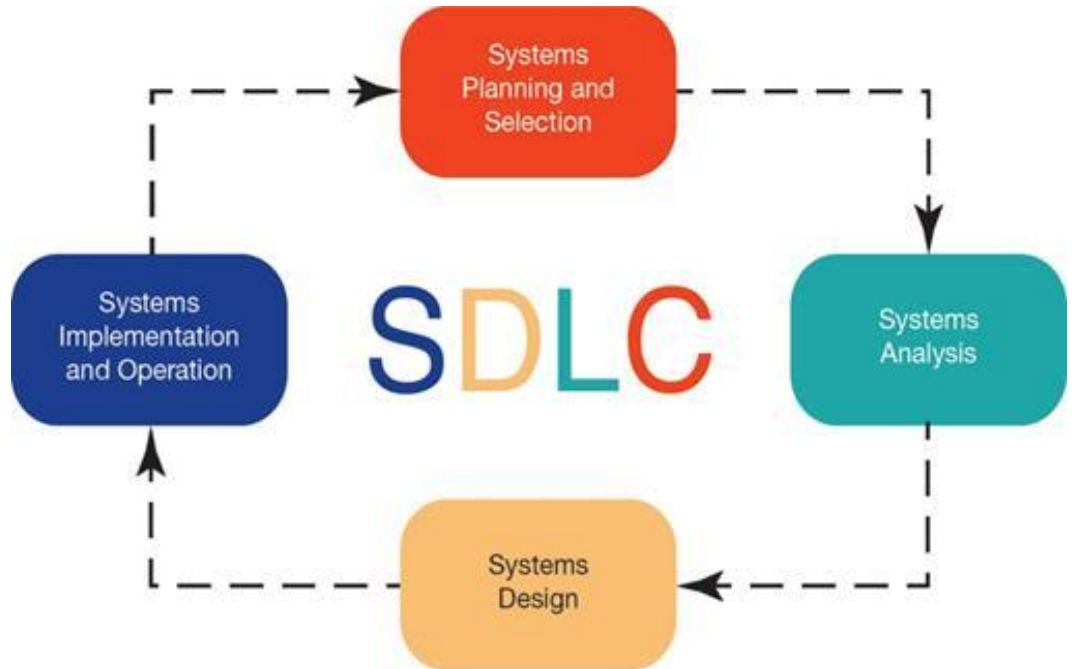 Systems
Planning and
Selection
Systems
Implementation
and Operation
SDLC
Systems
Analysis
Systems
Design